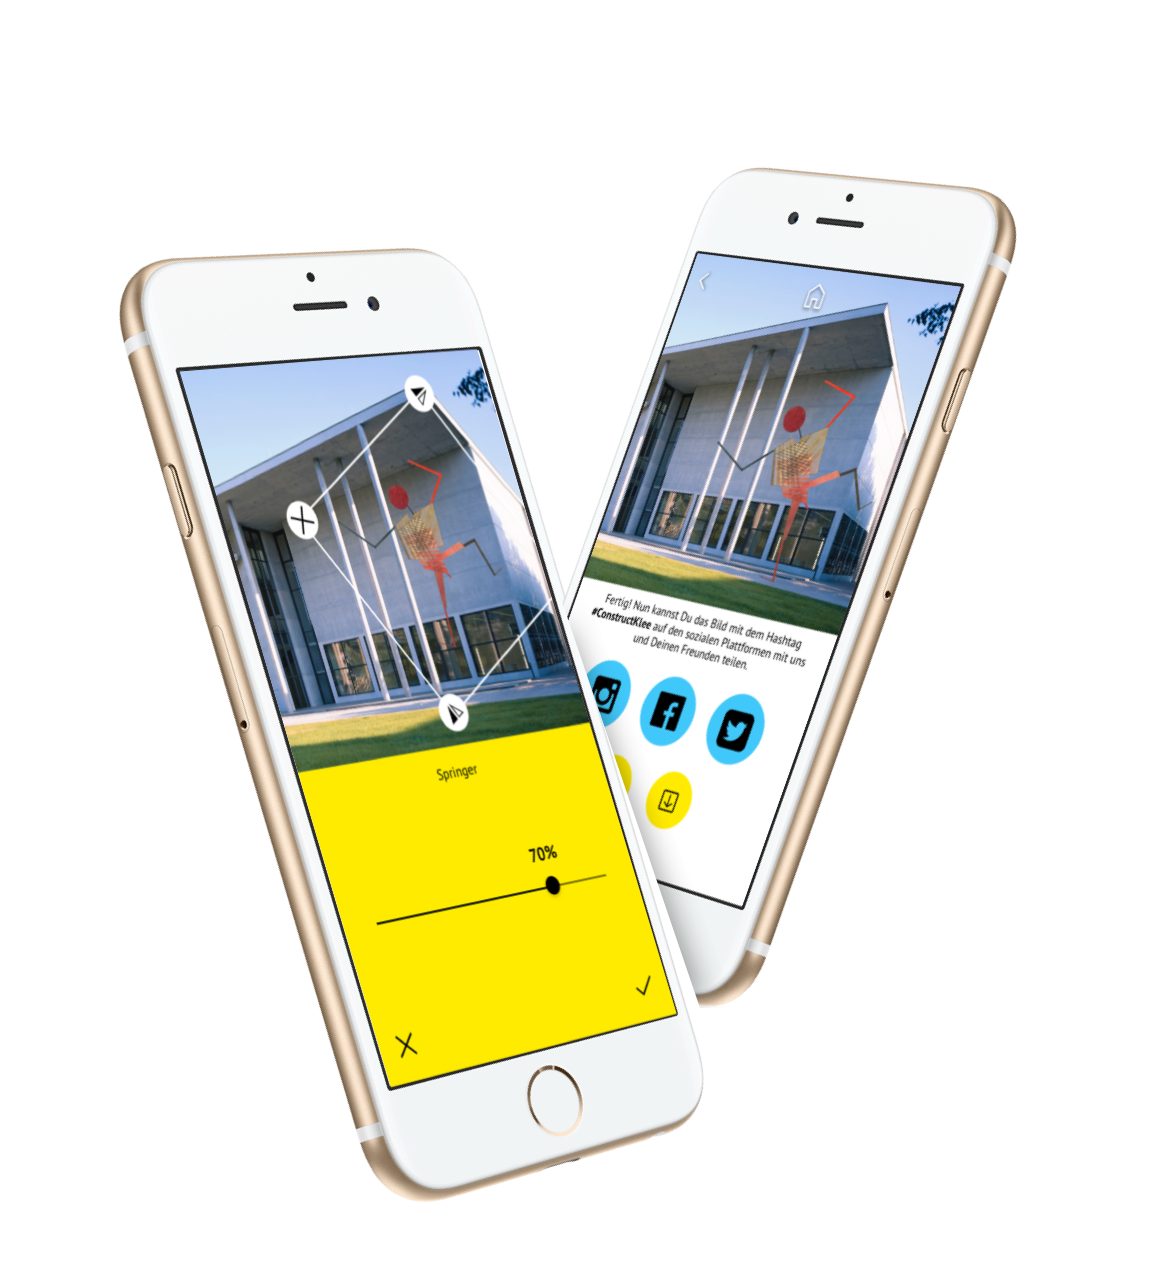 Springer
70%
Fertig! Nun kannst Du das Bild mit dem Hashtag
#ConstructKlee auf den sozialen Plattformen mit uns
und Deinen Freunden teilen.